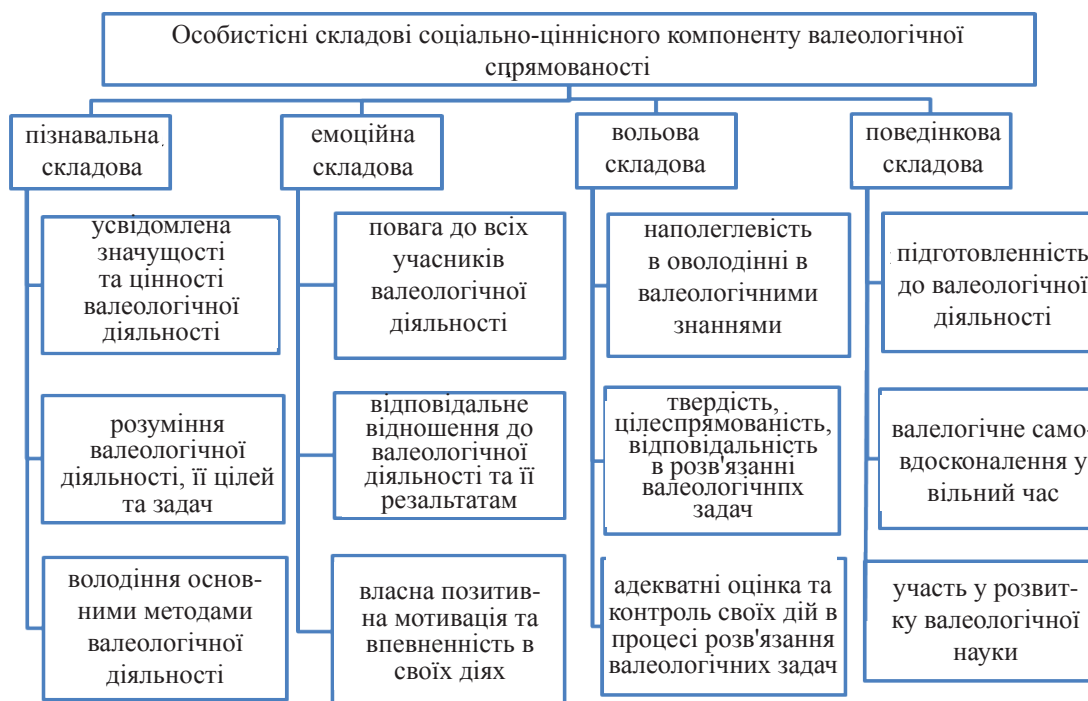 Особистісні складові соціально-ціннісного компоненту валеологічної
спрямованості
пізнавальна
складова
усвідомлена
значущості
та цінності
валеологічної
діяльності
розуміння
валеологічної
діяльності, її цілей
та задач
володіння основ-
ними методами
валеологічної
діяльності
емоційна
складова
повага до всіх
учасників
валеологічної
діяльності
відповідальне
відношення до
валеологічної
діяльності та її
резальтатам
власна позитив-
на мотивація та
впевненність в
своїх діях
вольова
складова
наполеглевість
в оволодінні в
валеологічними
знаннями
твердість,
цілеспрямованість,
відповідальність
в розв'язанні
валеологічнпх
задач
адекватні оцінка та
контроль своїх дій в
процесі розв'язання
валеологічних задач
поведінкова
складова
підготовленність
до валеологічної
діяльності
валелогічне само-
вдосконалення у
вільний час
участь у розвит-
ку валеологічної
науки